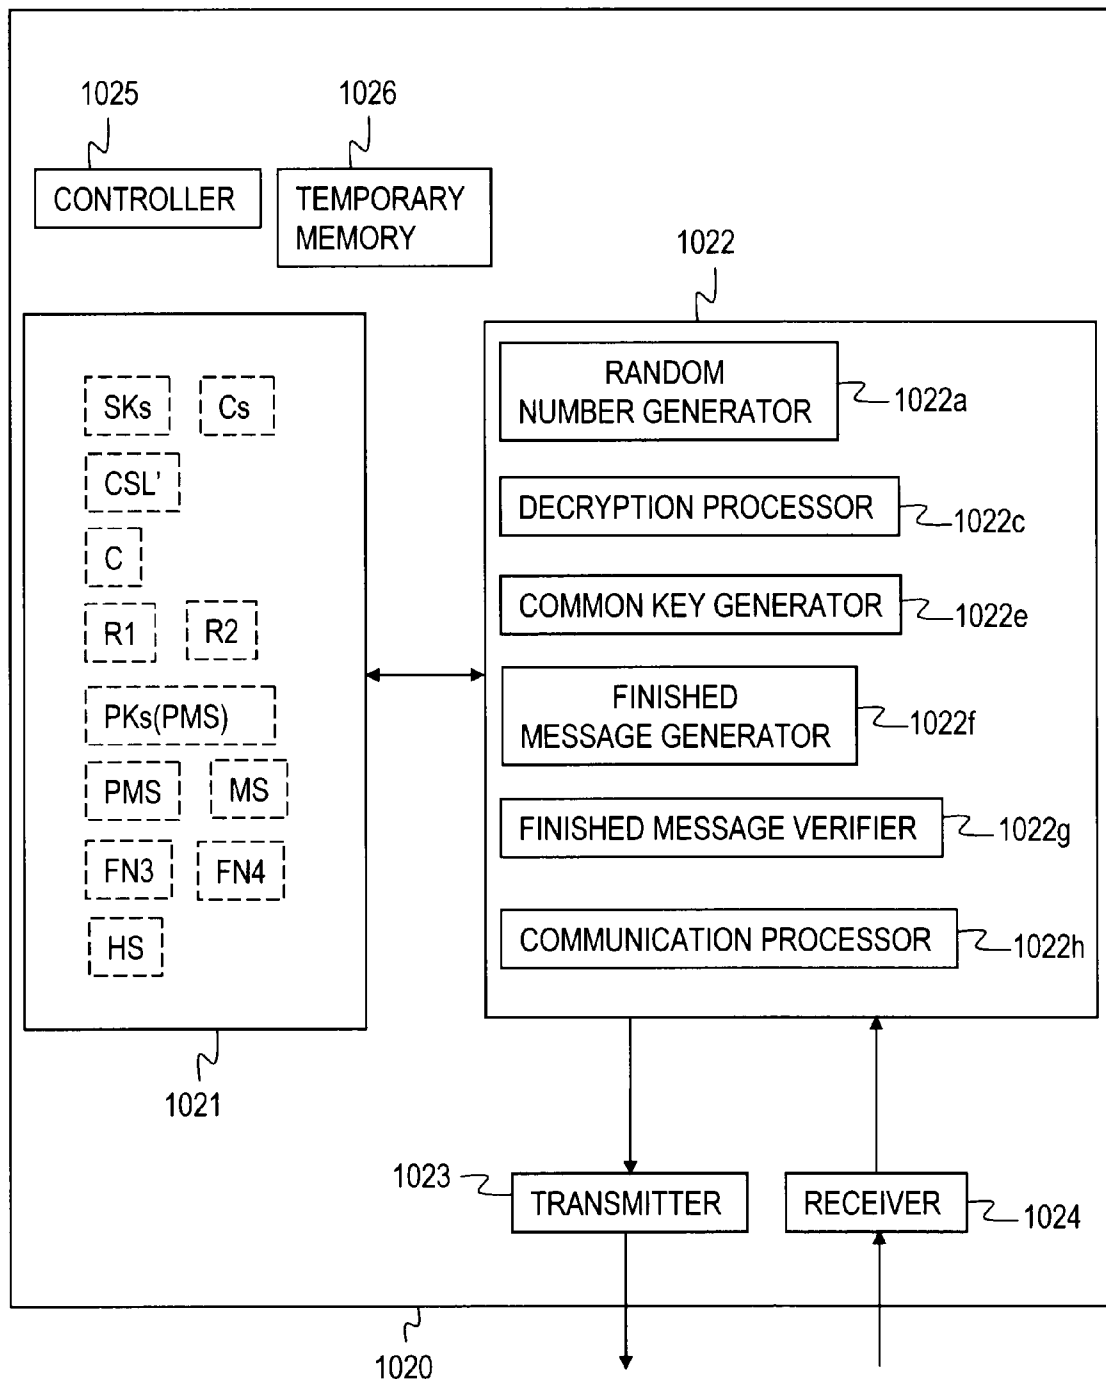 1025
1026
CONTROLLER
TEMPORARY
MEMORY
1022
SKs
Cs
CSL'
C
R1
R2
PKs(PMS)
PMS
MS
FN3
FN4
HS
1021
RANDOM
NUMBER GENERATOR
1022a
DECRYPTION PROCESSOR
1022c
COMMON KEY GENERATOR
1022e
FINISHED
MESSAGE GENERATOR
1022f
FINISHED MESSAGE VERIFIER
1022g
COMMUNICATION PROCESSOR
1022h
1023
TRANSMITTER
RECEIVER
1024
1020